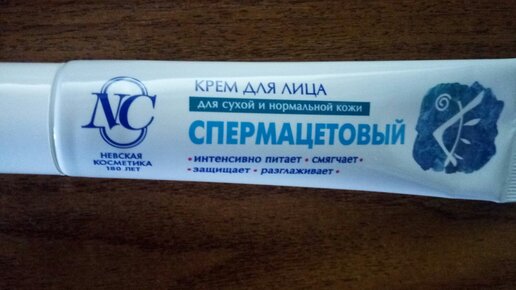 NC
НЕВСКАЯ
КОСМЕТИКА
180 ЛЕТ
КРЕМ ДЛЯ ЛИЦА
для сухой и нормальной кожи
СПЕРМАЦЕТОВЫЙ
• интенсивно питает • смягчает •
• защищает • разглаживает •